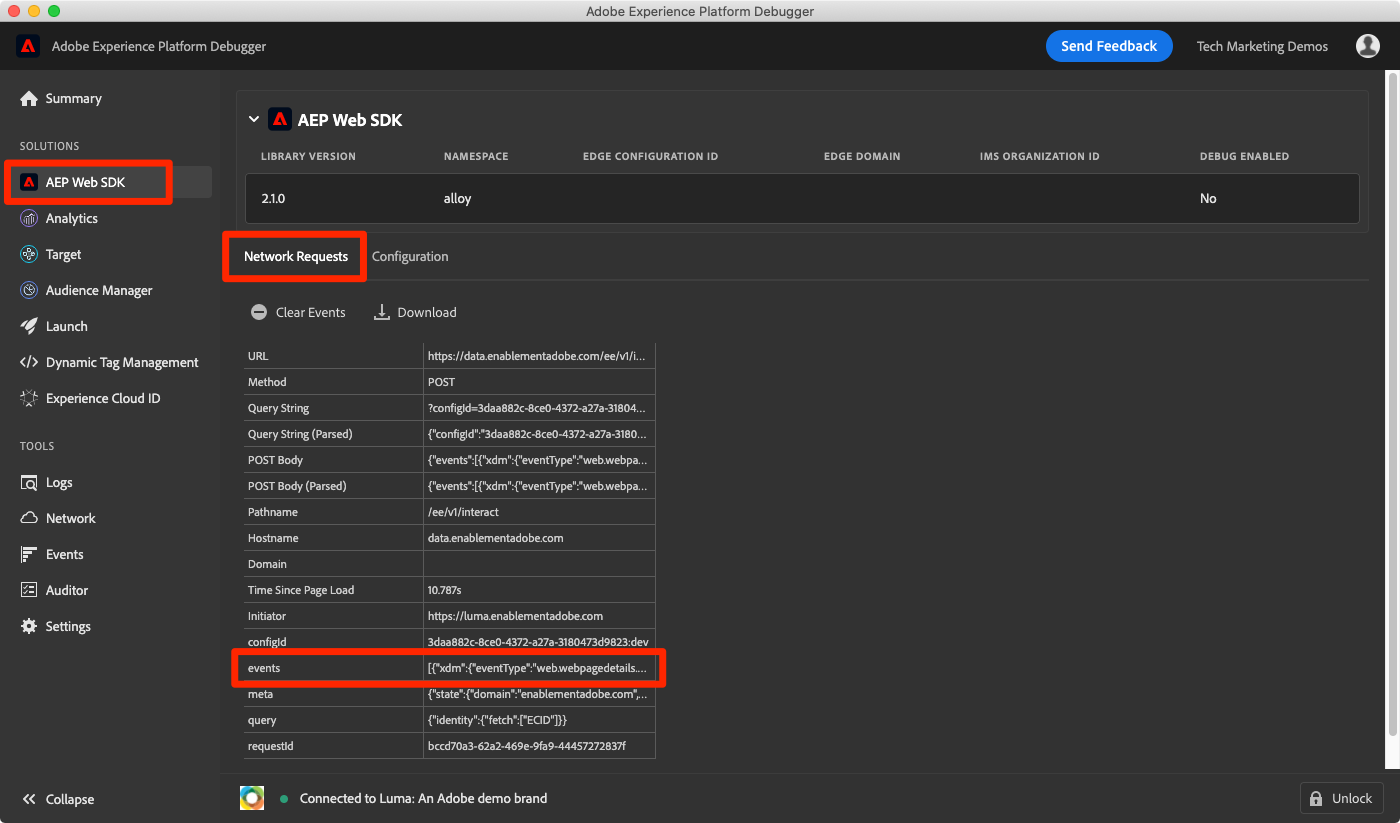 Adobe Experience Platform Debugger
Adobe Experience Platform Debugger
Send Feedback
Tech Marketing Demos
Summary
SOLUTIONS
AEP Web SDK
Analytics
Target
Audience Manager
Launch
Dynamic Tag Management
Experience Cloud ID
TOOLS
Logs
Network
Events
Auditor
Settings
Collapse
AEP Web SDK
LIBRARY VERSION NAMESPACE EDGE CONFIGURATION ID EDGE DOMAIN IMS ORGANIZATION ID DEBUG ENABLED
2.1.0 alloy No
Network Requests Configuration
Clear Events Download
URL https://data.enablementadobe.com/ee/v1/i...
Method POST
Query String ?configId=3daa882c-8ce0-4372-a27a-31804...
Query String (Parsed) {"configId":"3daa882c-8ce0-4372-a27a-3180...
POST Body {"events":[{"xdm":{"eventType":"web.webpa...
POST Body (Parsed) {"events":[{"xdm":{"eventType":"web.webpa...
Pathname /ee/v1/interact
Hostname data.enablementadobe.com
Domain
Time Since Page Load 10.787s
Initiator https://luma.enablementadobe.com
configId 3daa882c-8ce0-4372-a27a-3180473d9823:dev
events [{"xdm":{"eventType":"web.webpagedetails....
meta {"state":{"domain":"enablementadobe.com",...
query {"identity":{"fetch":["ECID"]}}
requestId bccd70a3-62a2-469e-9fa9-44457272837f
Connected to Luma: An Adobe demo brand
Unlock